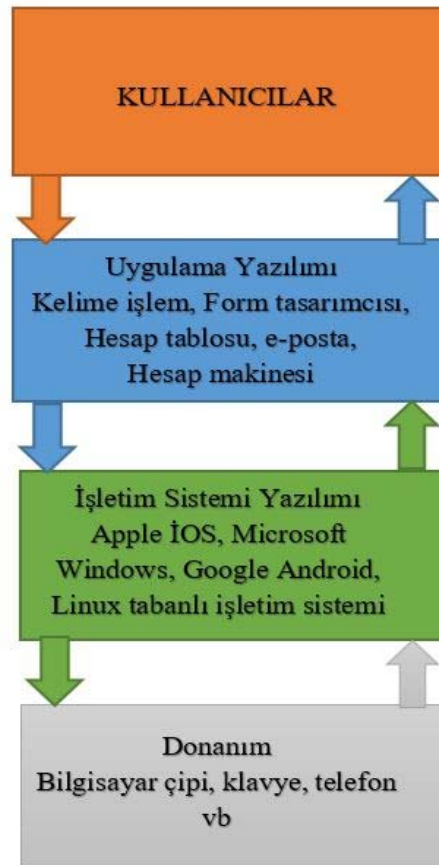 KULLANICILAR
Uygulama Yazılımı
Kelime işlem, Form tasarımcısı,
Hesap tablosu, e-posta,
Hesap makinesi
İşletim Sistemi Yazılımı
Apple İOS, Microsoft
Windows, Google Android,
Linux tabanlı işletim sistemi
Donanım
Bilgisayar çipi, klavye, telefon
vb